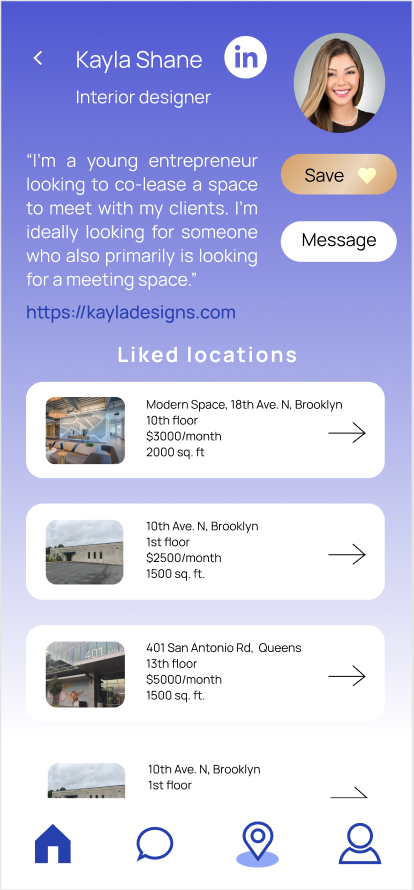 Kayla Shane
in
Interior designer
“I’m a young entrepreneur
looking to co-lease a space
to meet with my clients. I’m
ideally looking for someone
who also primarily is looking
for a meeting space.”
https://kayladesigns.com
Save
Message
Liked locations
Modern Space, 18th Ave. N, Brooklyn
10th floor
$3000/month
2000 sq. ft
10th Ave. N, Brooklyn
1st floor
$2500/month
1500 sq. ft.
401
401 San Antonio Rd,  Queens
13th floor
$5000/month
1500 sq. ft.
10th Ave. N, Brooklyn
1st floor